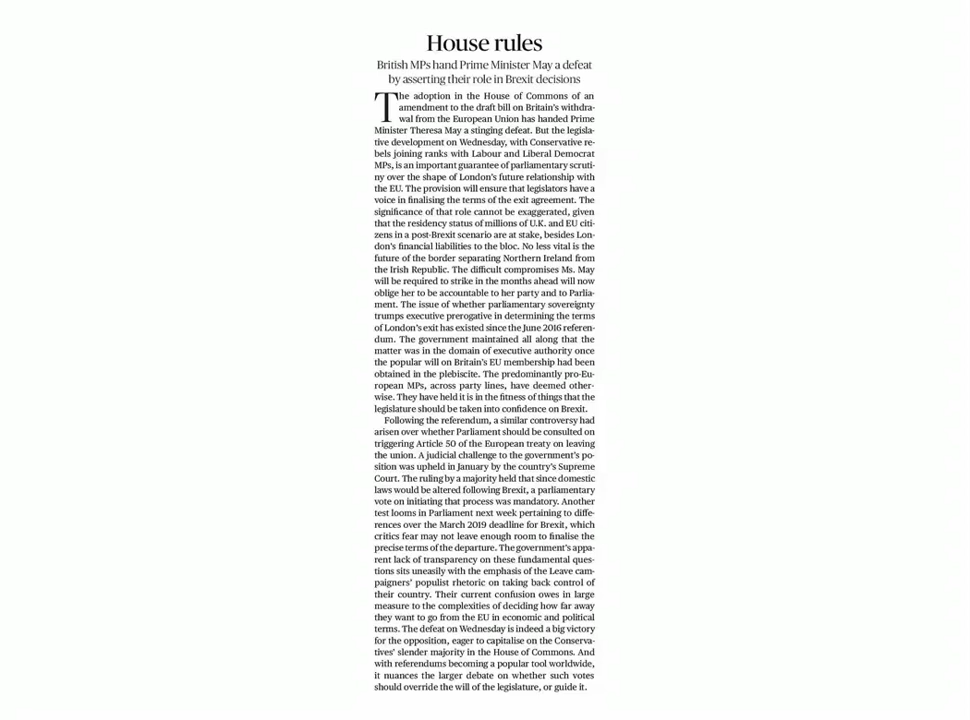 House rules
British MPs hand Prime Minister May a defeat
by asserting their role in Brexit decisions
The adoption in the House of Commons of an
amendment to the draft bill on Britain's withdra-
wal from the European Union has handed Prime
Minister Theresa May a stinging defeat. But the legisla-
tive development on Wednesday, with Conservative re-
bels joining ranks with Labour and Liberal Democrat
MPs, is an important guarantee of parliamentary scruti-
ny over the shape of London's future relationship with
the EU. The provision will ensure that legislators have a
voice in finalising the terms of the exit agreement. The
significance of that role cannot be exaggerated, given
that the residency status of millions of U.K. and EU citi-
zens in a post-Brexit scenario are at stake, besides Lon-
don's financial liabilities to the bloc. No less vital is the
future of the border separating Northern Ireland from
the Irish Republic. The difficult compromises Ms. May
will be required to strike in the months ahead will now
oblige her to be accountable to her party and to Parlia-
ment. The issue of whether parliamentary sovereignty
trumps executive prerogative in determining the terms
of London's exit has existed since the June 2016 referen-
dum. The government maintained all along that the
matter was in the domain of executive authority once
the popular will on Britain's EU membership had been
obtained in the plebiscite. The predominantly pro-Eu-
ropean MPs, across party lines, have deemed other-
wise. They have held it is in the fitness of things that the
legislature should be taken into confidence on Brexit.
Following the referendum, a similar controversy had
arisen over whether Parliament should be consulted on
triggering Article 50 of the European treaty on leaving
the union. A judicial challenge to the government's po-
sition was upheld in January by the country's Supreme
Court. The ruling by a majority held that since domestic
laws would be altered following Brexit, a parliamentary
vote on initiating that process was mandatory. Another
test looms in Parliament next week pertaining to diffe-
rences over the March 2019 deadline for Brexit, which
critics fear may not leave enough room to finalise the
precise terms of the departure. The government's appa-
rent lack of transparency on these fundamental ques-
tions sits uneasily with the emphasis of the Leave cam-
paigners' populist rhetoric on taking back control of
their country. Their current confusion owes in large
measure to the complexities of deciding how far away
they want to go from the EU in economic and political
terms. The defeat on Wednesday is indeed a big victory
for the opposition, eager to capitalise on the Conserva-
tives' slender majority in the House of Commons. And
with referendums becoming a popular tool worldwide,
it nuances the larger debate on whether such votes
should override the will of the legislature, or guide it.